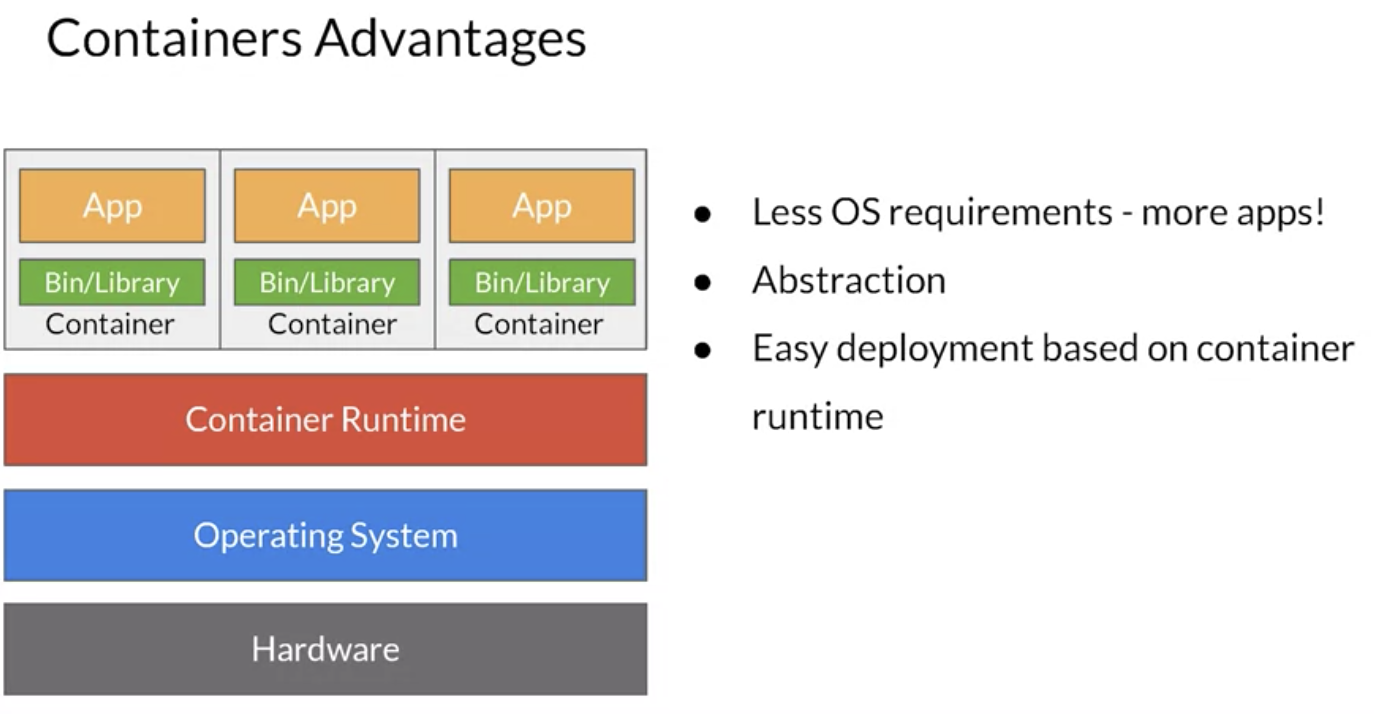 Containers Advantages
App App App
Bin/Library Bin/Library Bin/Library
Container Container Container
Container Runtime
Operating System
Hardware
● Less OS requirements - more apps!
● Abstraction
● Easy deployment based on container
runtime